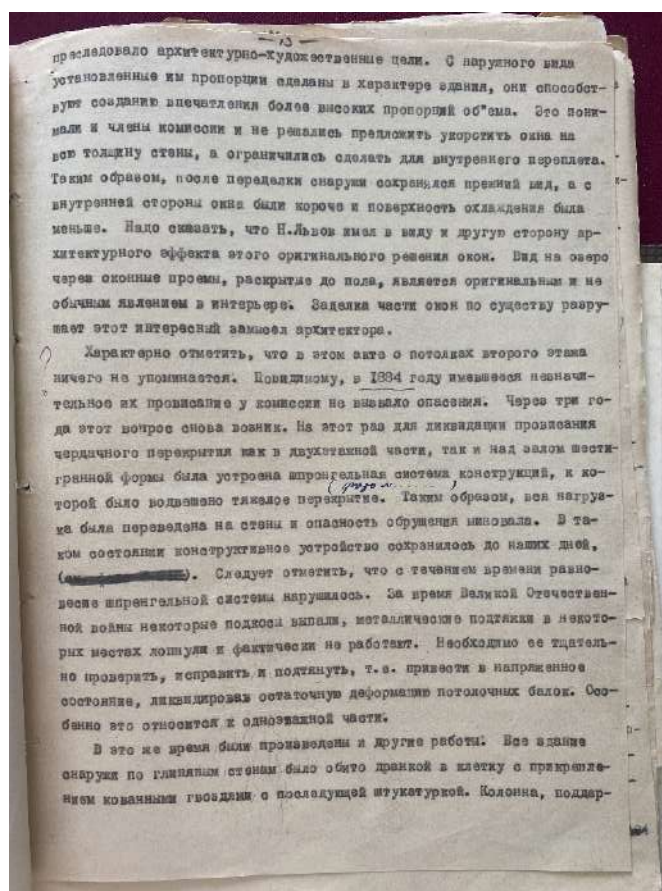 — 73 —
преследовало архитектурно-художественные цели. С наружного вида
установленные им пропорции сделаны в характере здания, они способст-
вуют созданию впечатления более высоких пропорций об"ема. Это пони-
мали и члены комиссии и не решались предложить укоротить окна на
всю толщину стены, а ограничились сделать для внутреннего переплета.
Таким образом, после переделки снаружи сохранялся прежний вид, а с
внутренней стороны окна были короче и поверхность охлаждения была
меньше. Надо сказать, что Н.Львов имел в виду и другую сторону ар-
хитектурного эффекта этого оригинального решения окон. Вид на озеро
через оконные проемы, раскрытые до пола, является оригинальным и не
обычным явлением в интерьере. Заделка части окон по существу разру-
шает этот интересный замысел архитектора.
Характерно отметить, что в этом акте о потолках второго этажа
ничего не упоминается. Повидимому, в 1884 году имевшееся незначи-
тельное их провисание у комиссии не вызвало опасения. Через три го-
да этот вопрос снова возник. На этот раз для ликвидации провисания
чердачного перекрытия как в двухэтажной части, так и над залом шести-
гранной формы была устроена шпренгельная система конструкций, к ко-
торой было подвешено тяжелое перекрытие. Таким образом, вся нагруз-
ка была переведена на стены и опасность обрушения миновала. В та-
ком состоянии конструктивное устройство сохранилось до наших дней,
( ). Следует отметить, что с течением времени равно-
весие шпренгельной системы нарушилось. За время Великой Отечествен-
ной войны некоторые подкосы выпали, металлические подтяжки в некото-
рых местах лопнули и фактически не работают. Необходимо ее тщатель-
но проверить, исправить и подтянуть, т.е. привести в напряженное
состояние, ликвидировав остаточную деформацию потолочных балок. Осо-
бенно это относится к одноэтажной части.
В это же время были произведены и другие работы. Все здание
снаружи по глиняным стенам было обито дранкой в клетку с прикрепле-
нием кованными гвоздями с последующей штукатуркой. Колонна, поддер-